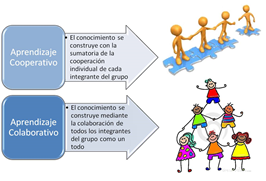 Aprendizaje
Cooperativo
• El conocimiento se
construye con la
sumatoria de la
cooperación
individual de cada
integrante del grupo
Aprendizaje
Colaborativo
• El conocimiento se
construye mediante
la colaboración de
todos los integrantes
del grupo como un
todo